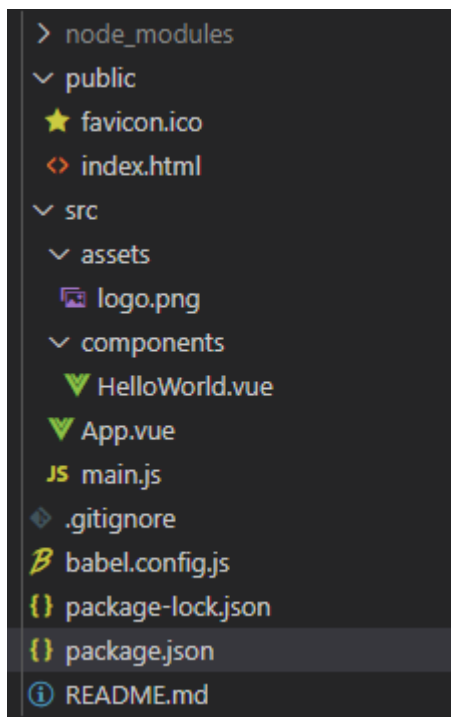 node_modules
public
favicon.ico
index.html
src
assets
logo.png
components
HelloWorld.vue
App.vue
JS main.js
.gitignore
babel.config.js
{} package-lock.json
{} package.json
README.md